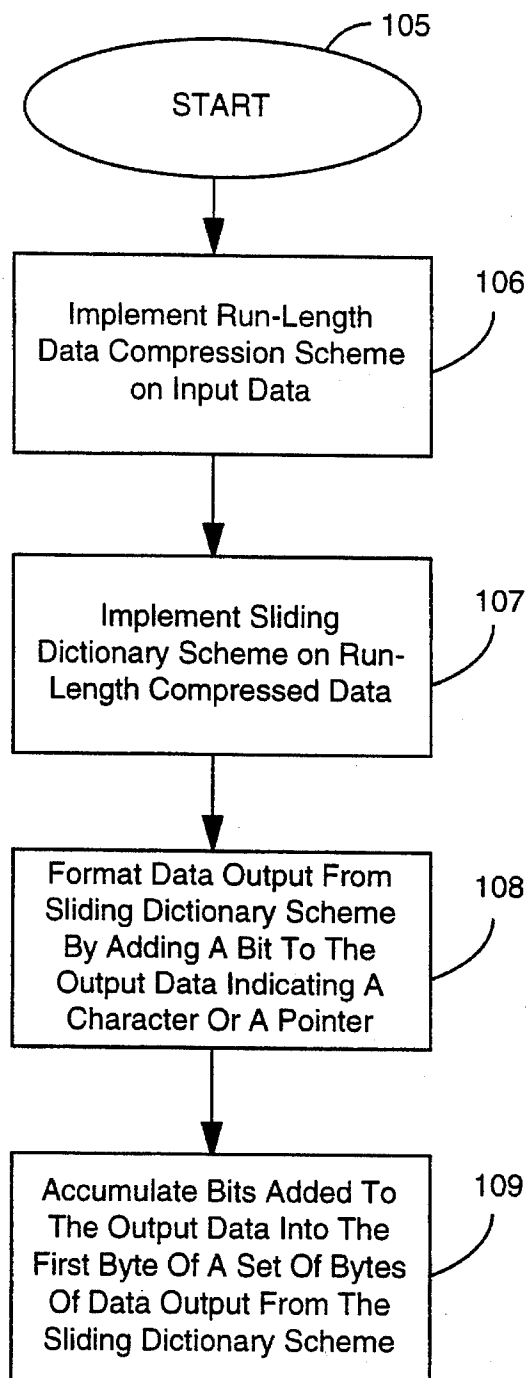 105
START
106
Implement Run-Length
Data Compression Scheme
on Input Data
107
Implement Sliding
Dictionary Scheme on Run-
Length Compressed Data
108
Format Data Output From
Sliding Dictionary Scheme
By Adding A Bit To The
Output Data Indicating A
Character Or A Pointer
109
Accumulate Bits Added To
The Output Data Into The
First Byte Of A Set Of Bytes
Of Data Output From The
Sliding Dictionary Scheme